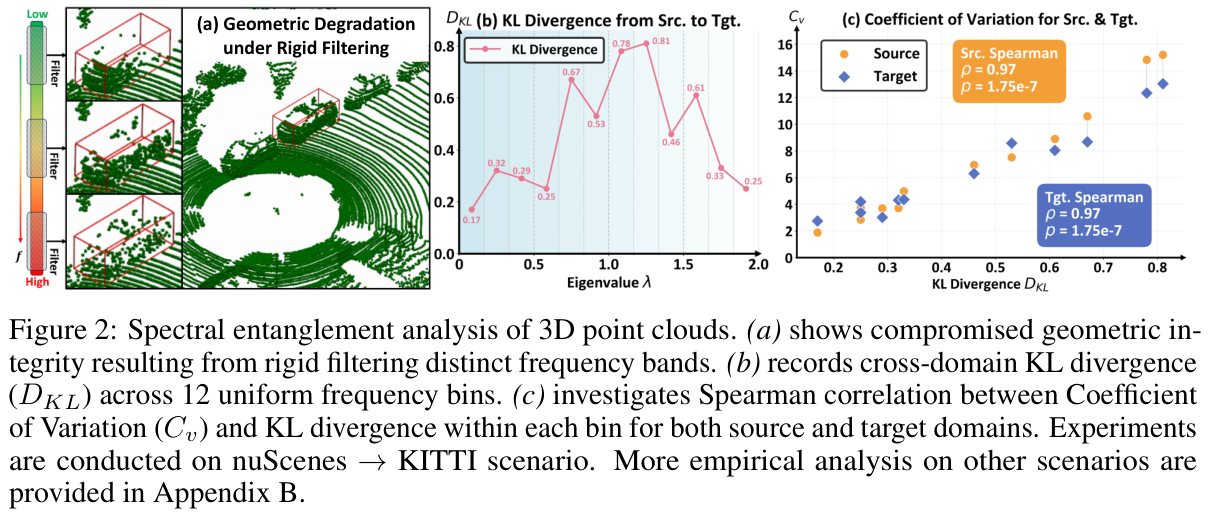 Low
Filter
Filter
Filter
f
High
(a) Geometric Degradation
under Rigid Filtering
D_KL (b) KL Divergence from Src. to Tgt.
KL Divergence
0.8
0.6
0.4
0.2
0.0
0.17
0.32
0.29
0.25
0.67
0.53
0.78
0.81
0.46
0.61
0.33
0.25
0 0.5 1.0 1.5 2.0
Eigenvalue λ
C_v (c) Coefficient of Variation for Src. & Tgt.
Source
Target
Src. Spearman
ρ = 0.97
p = 1.75e-7
Tgt. Spearman
ρ = 0.97
p = 1.75e-7
16
14
12
10
8
6
4
2
0
0.2 0.3 0.4 0.5 0.6 0.7 0.8
KL Divergence D_KL
Figure 2: Spectral entanglement analysis of 3D point clouds. (a) shows compromised geometric in-
tegrity resulting from rigid filtering distinct frequency bands. (b) records cross-domain KL divergence
(D_KL) across 12 uniform frequency bins. (c) investigates Spearman correlation between Coefficient
of Variation (C_v) and KL divergence within each bin for both source and target domains. Experiments
are conducted on nuScenes → KITTI scenario. More empirical analysis on other scenarios are
provided in Appendix B.